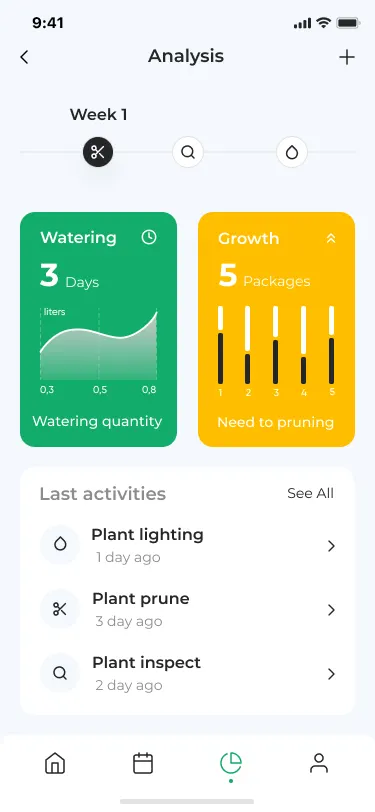 9:41
Analysis
Week 1
Watering
3 Days
liters
0,3 0,5 0,8
Watering quantity
Growth
5 Packages
1 2 3 4 5
Need to pruning
Last activities See All
Plant lighting
1 day ago
Plant prune
3 day ago
Plant inspect
2 day ago